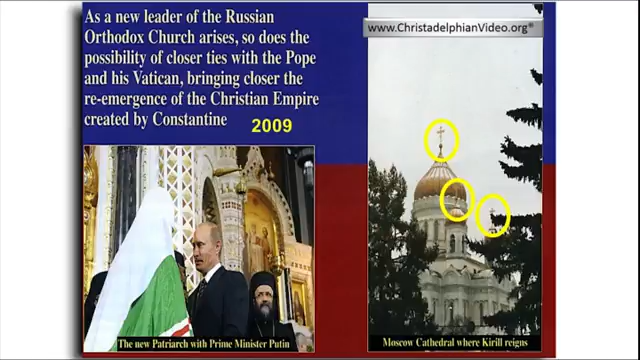 As a new leader of the Russian
Orthodox Church arises, so does the
possibility of closer ties with the Pope
and his Vatican, bringing closer the
re-emergence of the Christian Empire
created by Constantine
2009
www.ChristadelphianVideo.org®
The new Patriarch with Prime Minister Putin
Moscow Cathedral where Kirill reigns